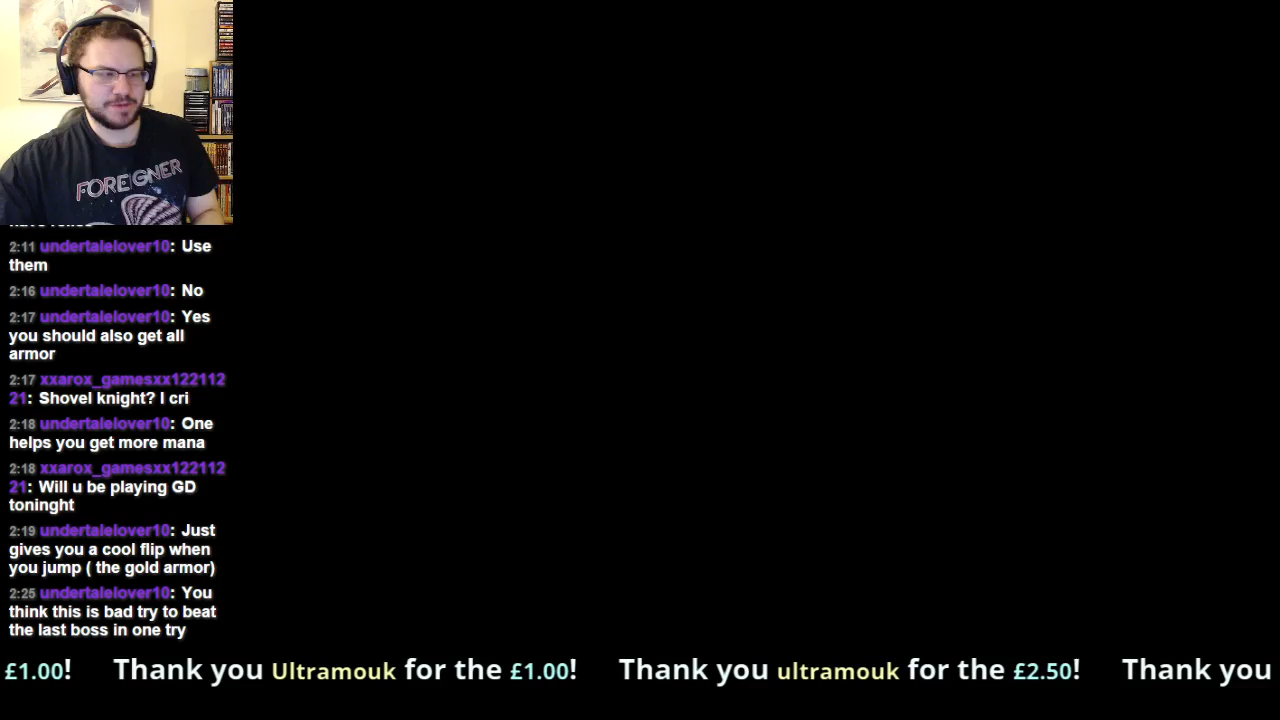 FOREIGNER
2:11 undertalelover10: Use
them
2:16 undertalelover10: No
2:17 undertalelover10: Yes
you should also get all
armor
2:17 xxarox_gamesxx122112
21: Shovel knight? I cri
2:18 undertalelover10: One
helps you get more mana
2:18 xxarox_gamesxx122112
21: Will u be playing GD
toninght
2:19 undertalelover10: Just
gives you a cool flip when
you jump ( the gold armor)
2:25 undertalelover10: You
think this is bad try to beat
the last boss in one try
£1.00! Thank you Ultramouk for the £1.00! Thank you ultramouk for the £2.50! Thank you